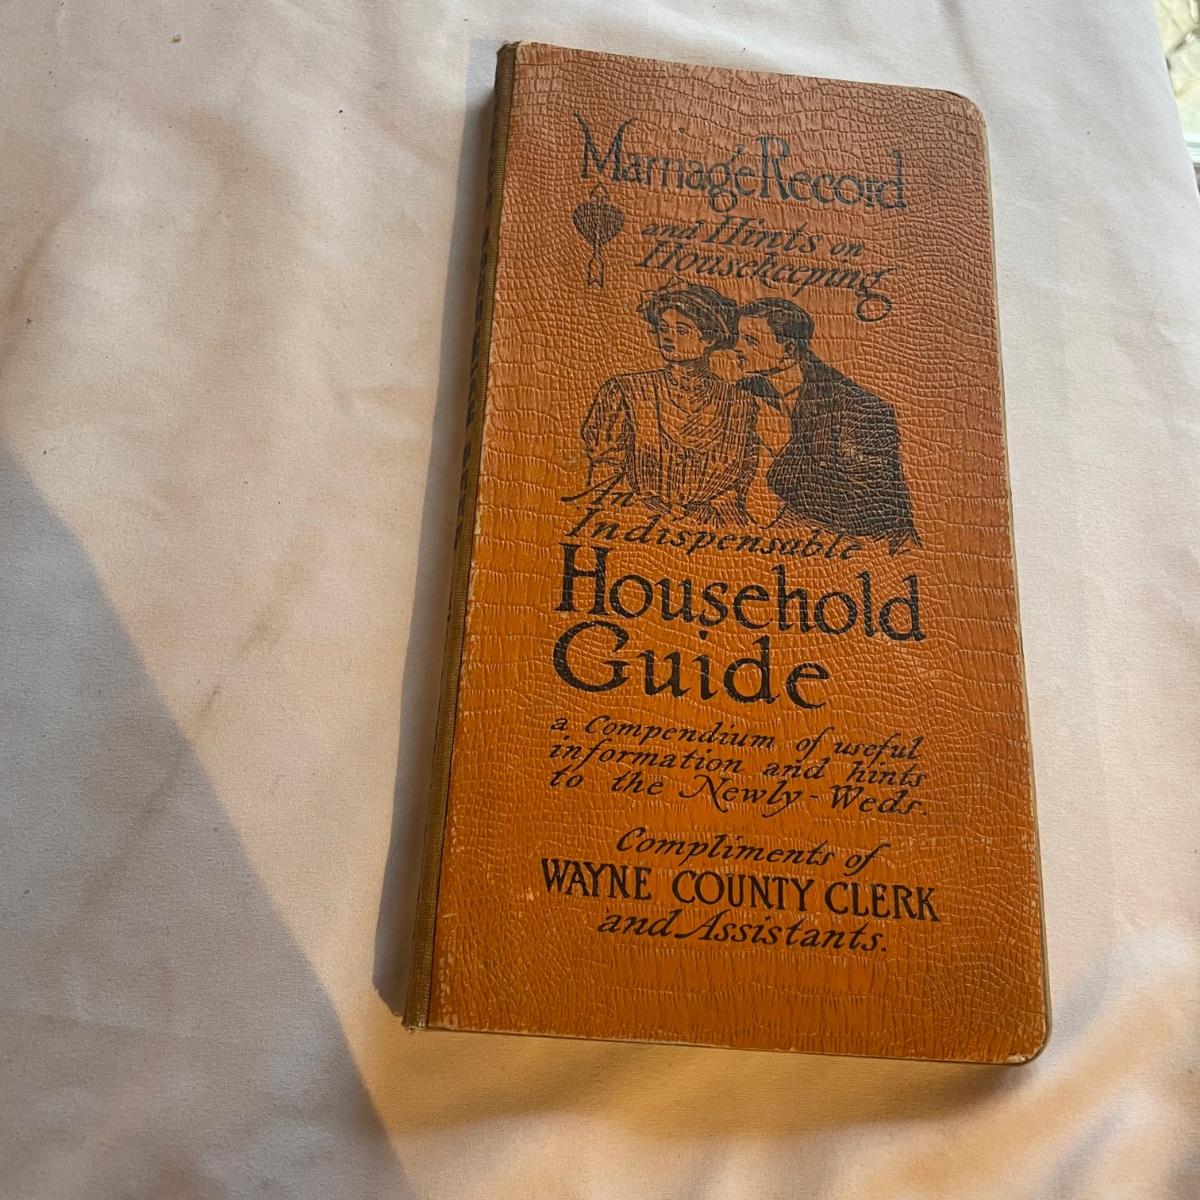 Marriage Record
and Hints on
Housekeeping
An
Indispensable
Household
Guide
a Compendium of useful
information and hints
to the Newly-Weds.
Compliments of
WAYNE COUNTY CLERK
and Assistants.